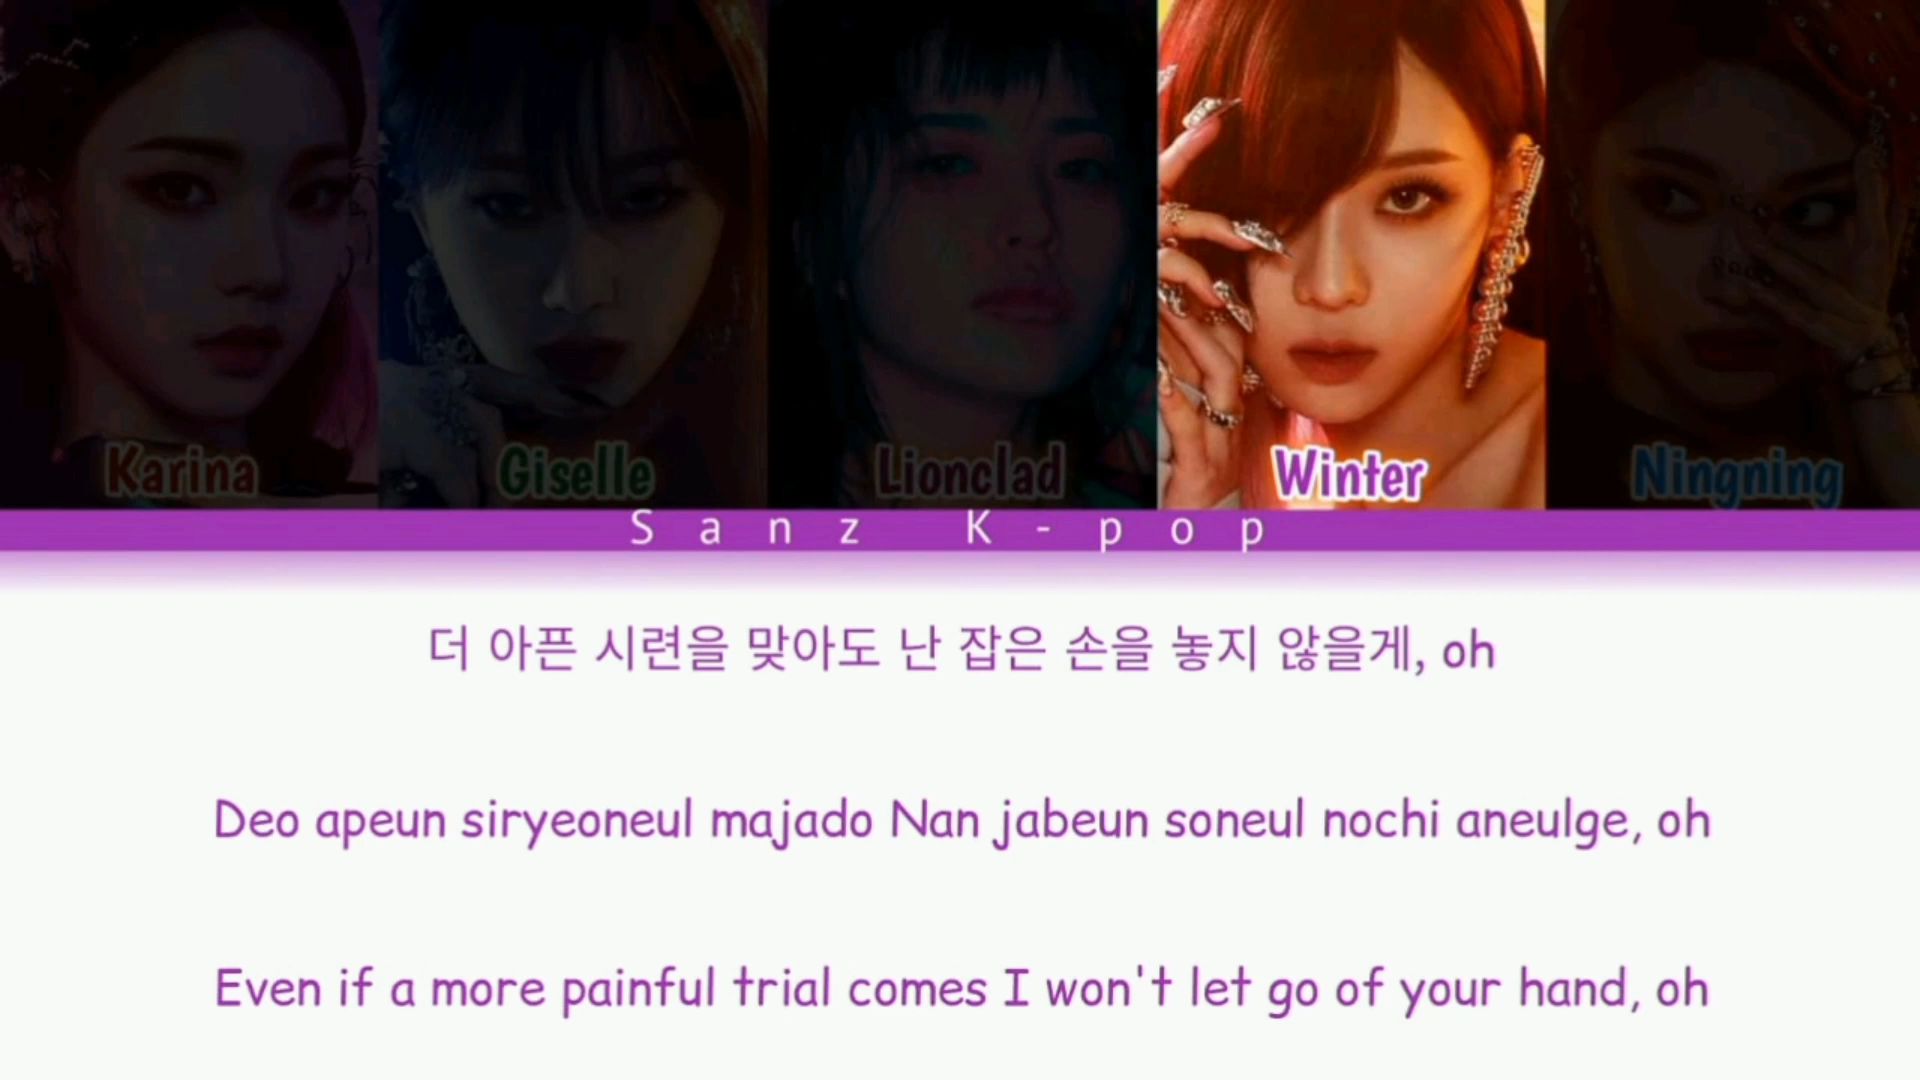 Karina Giselle Lionclad Winter Ningning
Sanz K-pop
더 아픈 시련을 맞아도 난 잡은 손을 놓지 않을게, oh
Deo apeun siryeoneul majado Nan jabeun soneul nochi aneulge, oh
Even if a more painful trial comes I won't let go of your hand, oh